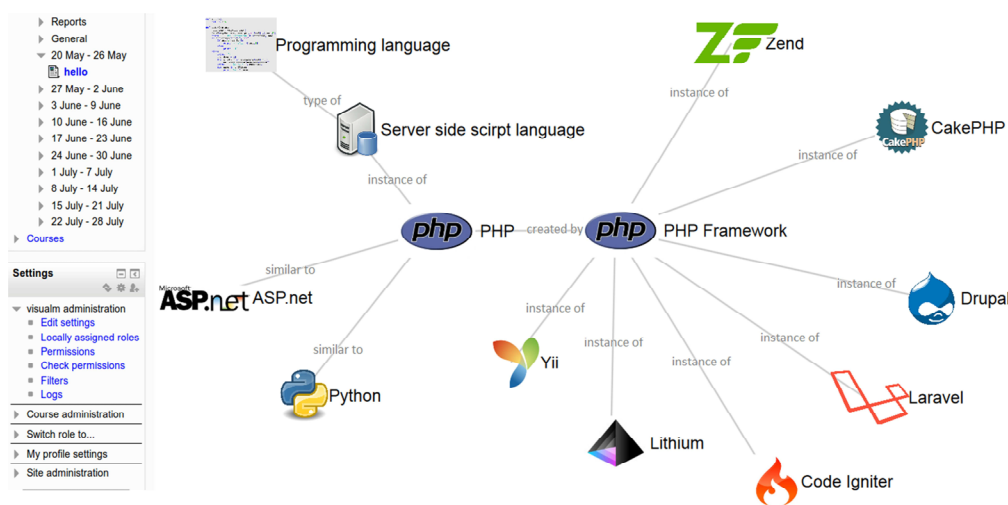 Reports
General
20 May - 26 May
hello
27 May - 2 June
3 June - 9 June
10 June - 16 June
17 June - 23 June
24 June - 30 June
1 July - 7 July
8 July - 14 July
15 July - 21 July
22 July - 28 July
Courses
Settings
visualm administration
Edit settings
Locally assigned roles
Permissions
Check permissions
Filters
Logs
Course administration
Switch role to...
My profile settings
Site administration
Programming language
type of
Server side scirpt language
instance of
php PHP
created by
php PHP Framework
similar to
Microsoft
ASP.net ASP.net
similar to
Python
instance of
ZF Zend
instance of
CakePHP CakePHP
instance of
Drupal
instance of
Laravel
instance of
Code Igniter
instance of
Lithium
instance of
Yii